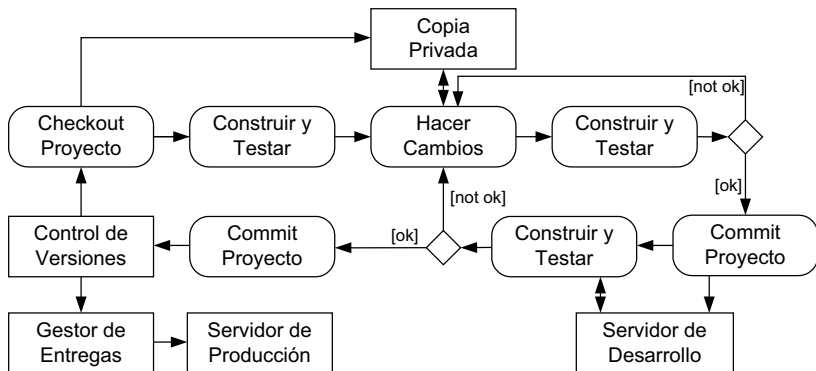 Copia
Privada
[not ok]
Checkout
Proyecto
Construir y
Testar
Hacer
Cambios
Construir y
Testar
[ok]
[not ok]
Control de
Versiones
Commit
Proyecto
[ok]
Construir y
Testar
Commit
Proyecto
Gestor de
Entregas
Servidor de
Producción
Servidor de
Desarrollo